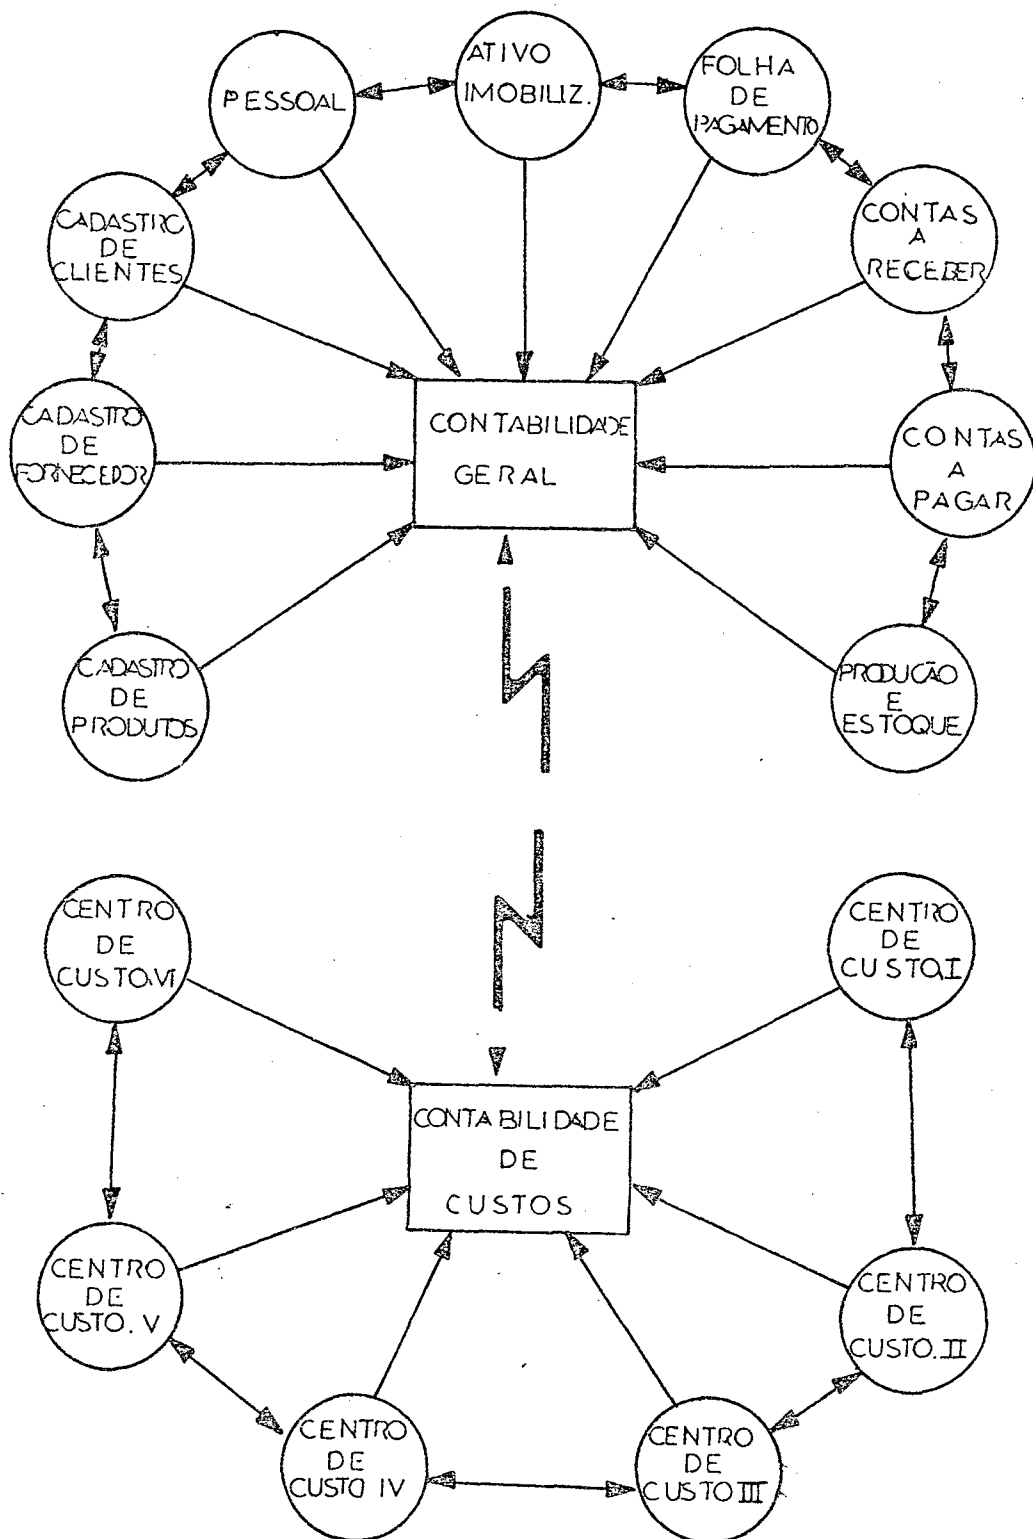 PESSOAL
ATIVO
IMOBILIZ.
FOLHA
DE
PAGAMENTO
CADASTRO
DE
CLIENTES
CONTAS
A
RECEBER
CADASTRO
DE
FORNECEDOR
CONTABILIDADE
GERAL
CONTAS
A
PAGAR
CADASTRO
DE
PRODUTOS
PRODUCÃO
E
ESTOQUE
CENTRO
DE
CUSTO.VI
CENTRO
DE
CUSTO.I
CONTABILIDADE
DE
CUSTOS
CENTRO
DE
CUSTO. V
CENTRO
DE
CUSTO.II
CENTRO
DE
CUSTO IV
CENTRO
DE
CUSTO III